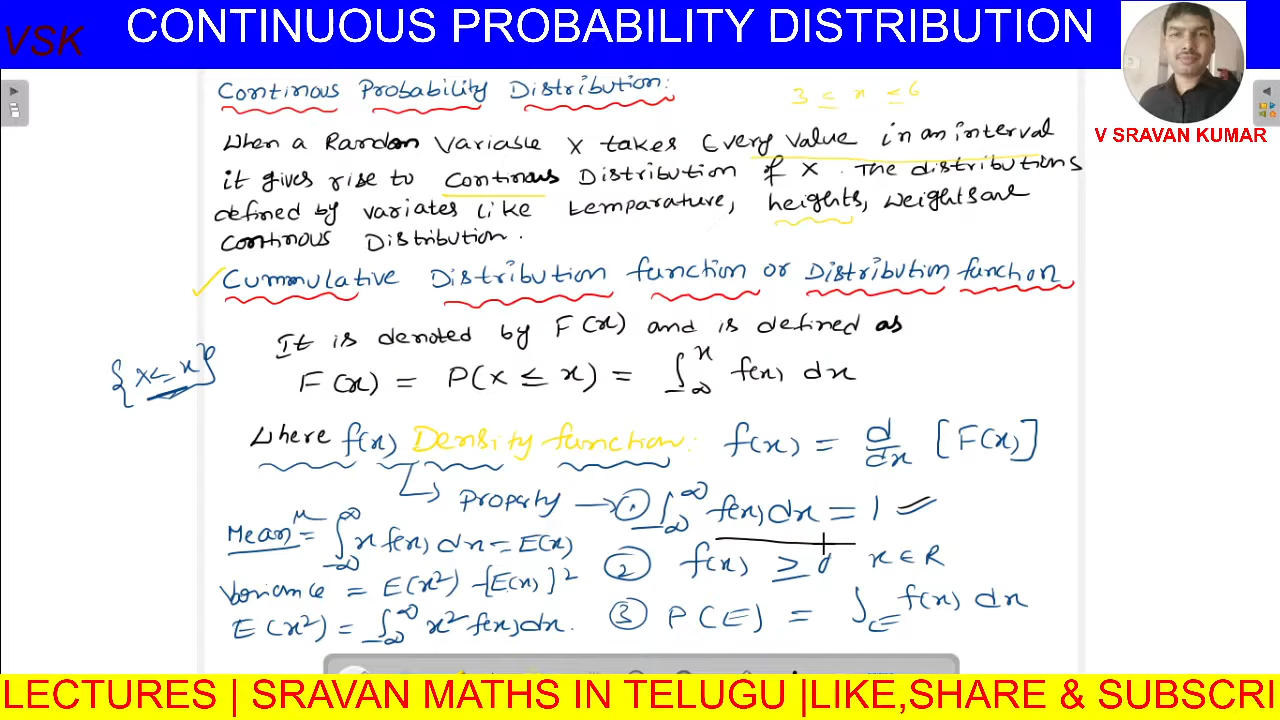 VSK
CONTINUOUS PROBABILITY DISTRIBUTION
V SRAVAN KUMAR
Continous Probability Distribution:
3 ≤ x ≤ 6
When a Random Variable X takes Every value in an interval
it gives rise to continous Distribution of X. The distributions
defined by variates like temparature, heights, weights are
continous Distribution.
Cummulative Distribution function or Distribution function
It is denoted by F(x) and is defined as
{X ≤ x}
F(x) = P(X ≤ x) = ∫_{-∞}^{x} f(x) dx
Where f(x) Density function: f(x) = d/dx [F(x)]
↳ Property → ① ∫_{-∞}^{∞} f(x) dx = 1
Mean μ = ∫_{-∞}^{∞} x f(x) dx = E(x)
② f(x) ≥ 0 x ∈ R
Variance = E(x²) - [E(x)]²
③ P(E) = ∫_E f(x) dx
E(x²) = ∫_{-∞}^{∞} x² f(x) dx.
LECTURES | SRAVAN MATHS IN TELUGU |LIKE,SHARE & SUBSCRI